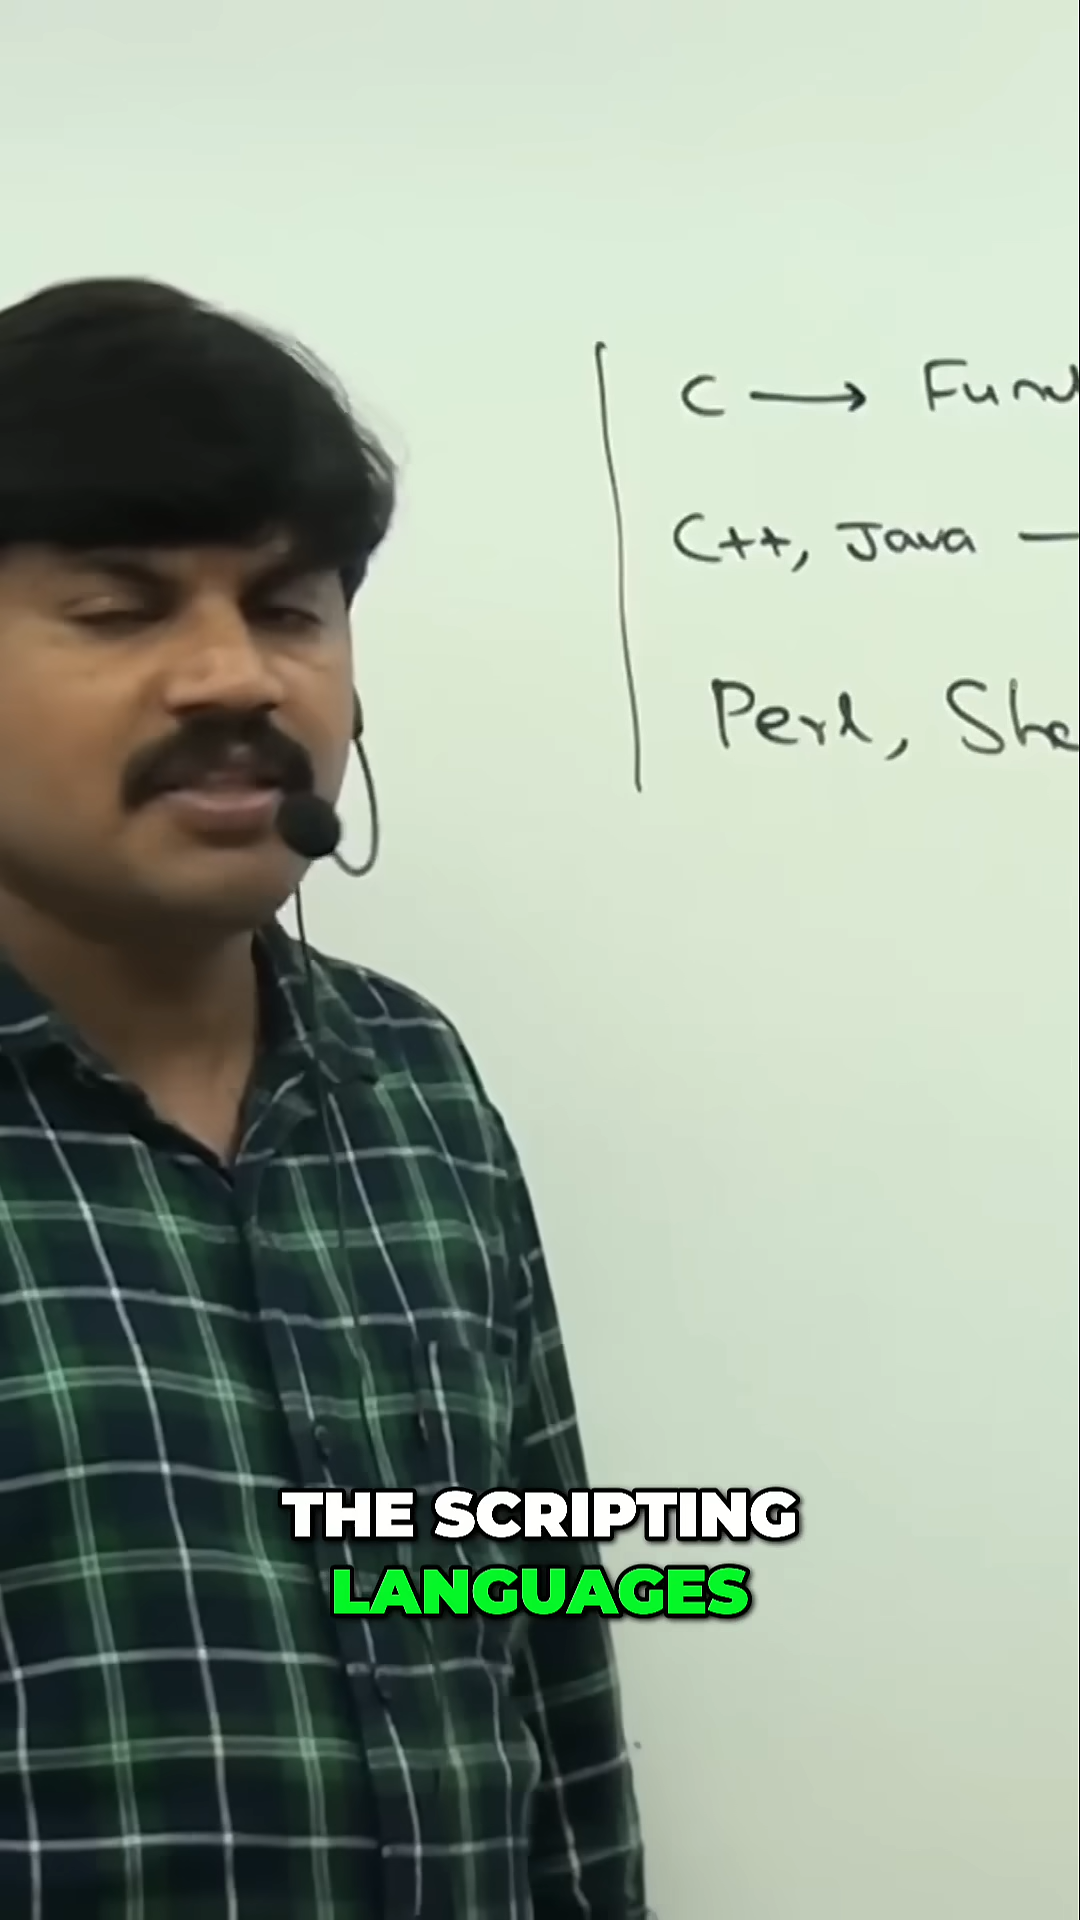 C → Fun
C++, Java —
Perl, She
THE SCRIPTING
LANGUAGES